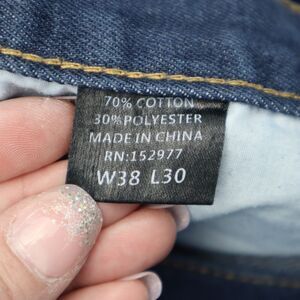 70% COTTON
30%POLYESTER
MADE IN CHINA
RN:152977
W38 L30